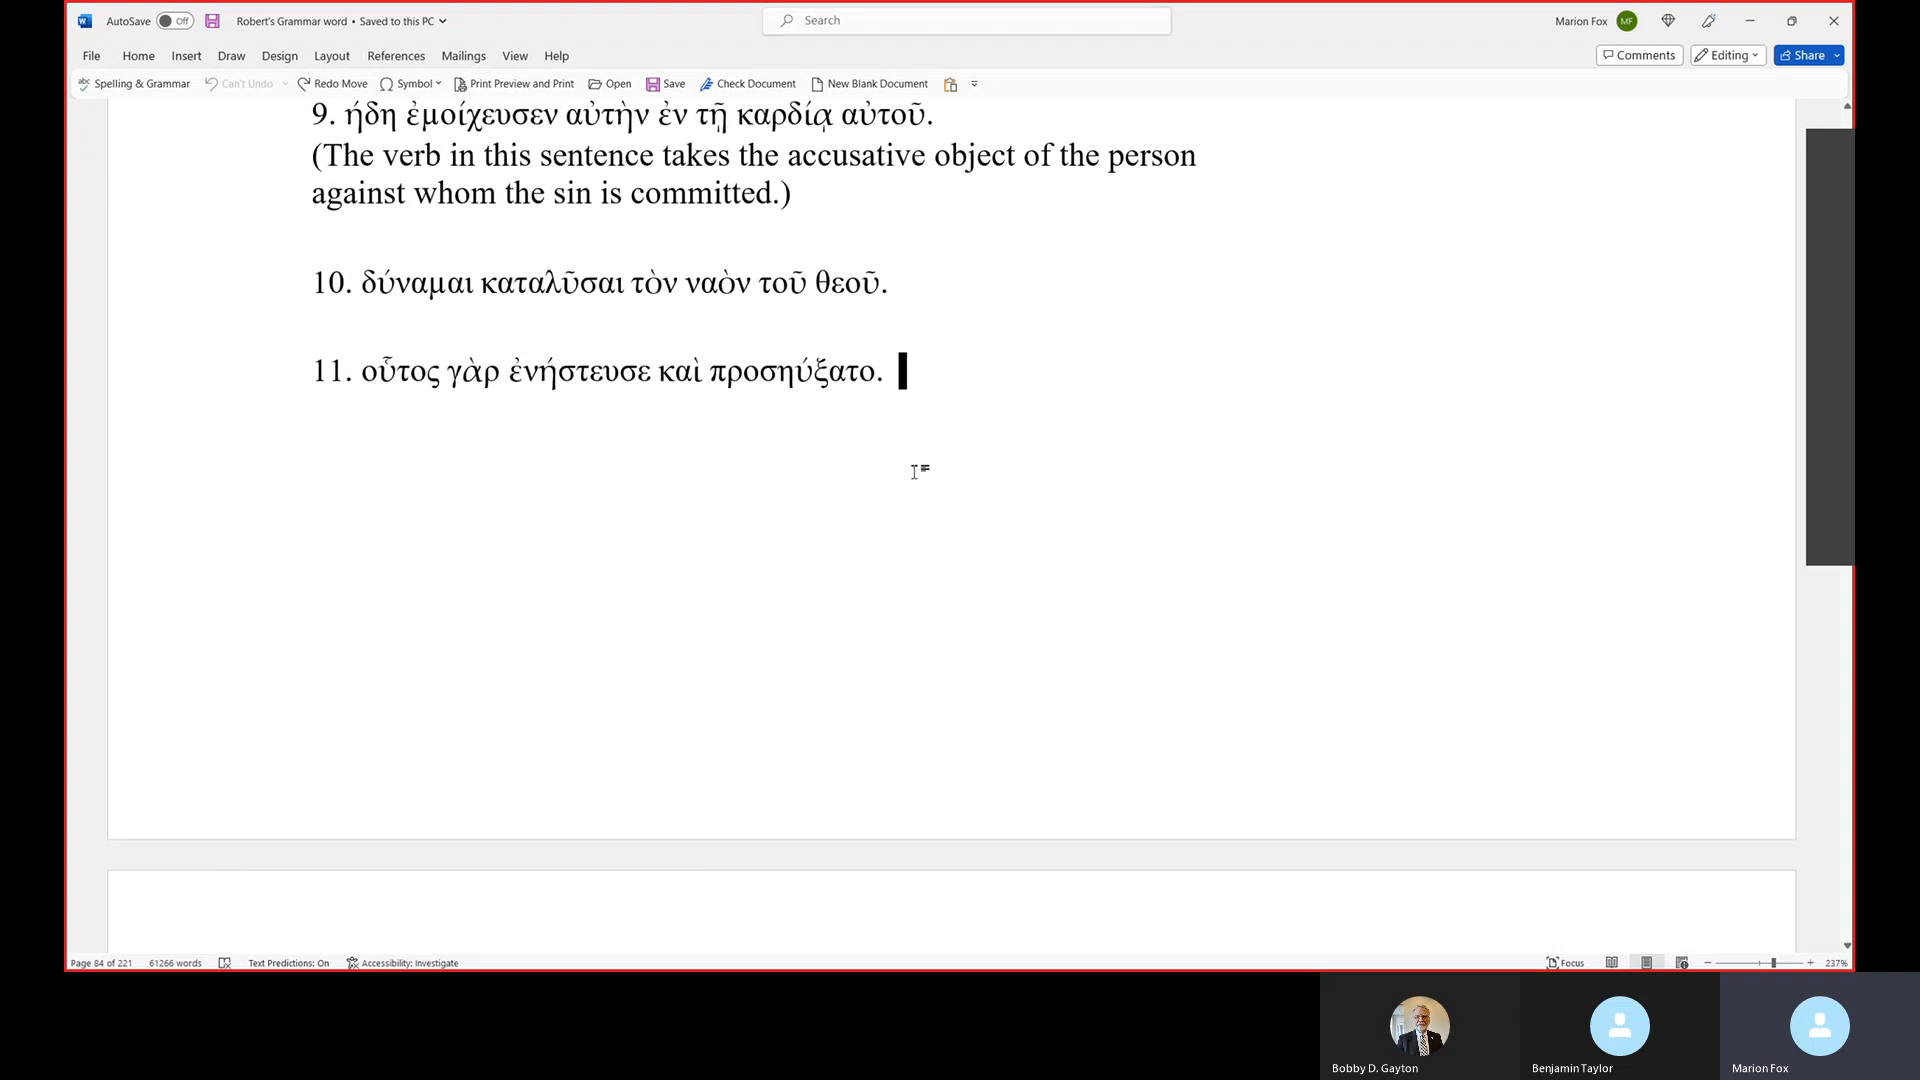 AutoSave Off Robert's Grammar word • Saved to this PC Search Marion Fox MF
File Home Insert Draw Design Layout References Mailings View Help Comments Editing Share
Spelling & Grammar Can't Undo Redo Move Symbol Print Preview and Print Open Save Check Document New Blank Document
9. ήδη ἐμοίχευσεν αὐτὴν ἐν τῇ καρδίᾳ αὐτοῦ.
(The verb in this sentence takes the accusative object of the person
against whom the sin is committed.)
10. δύναμαι καταλῦσαι τὸν ναὸν τοῦ θεοῦ.
11. οὗτος γὰρ ἐνήστευσε καὶ προσηύξατο.
Page 84 of 221 61266 words Text Predictions: On Accessibility: Investigate Focus 237%
Bobby D. Gayton Benjamin Taylor Marion Fox